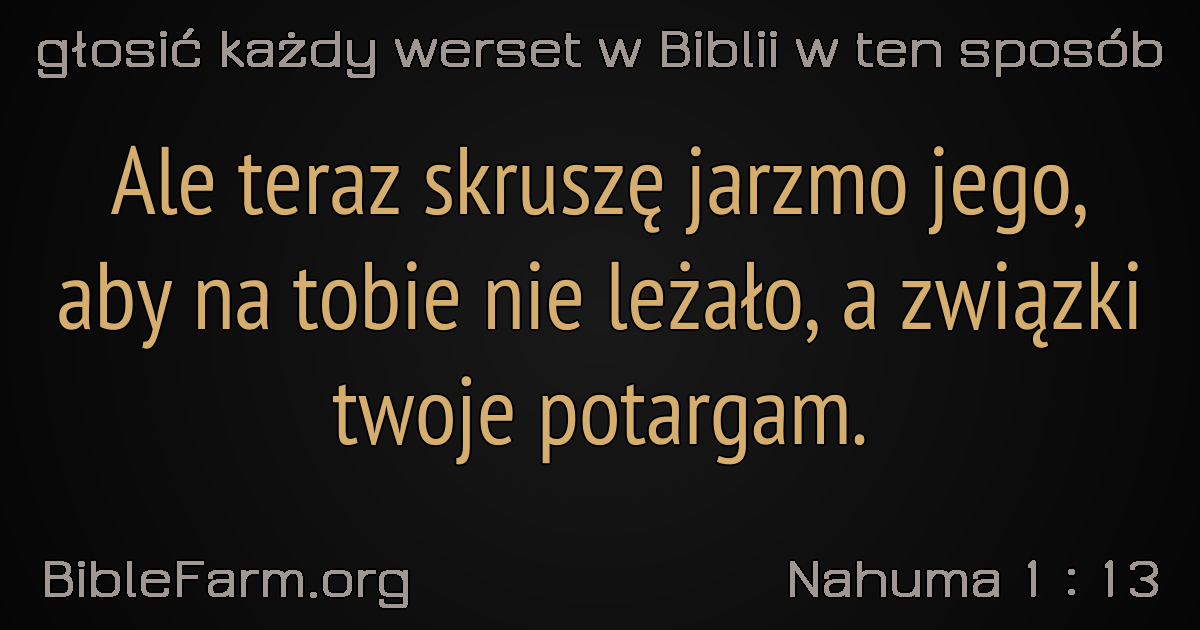 głosić każdy werset w Biblii w ten sposób
Ale teraz skruszę jarzmo jego,
aby na tobie nie leżało, a związki
twoje potargam.
BibleFarm.org
Nahuma 1 : 13